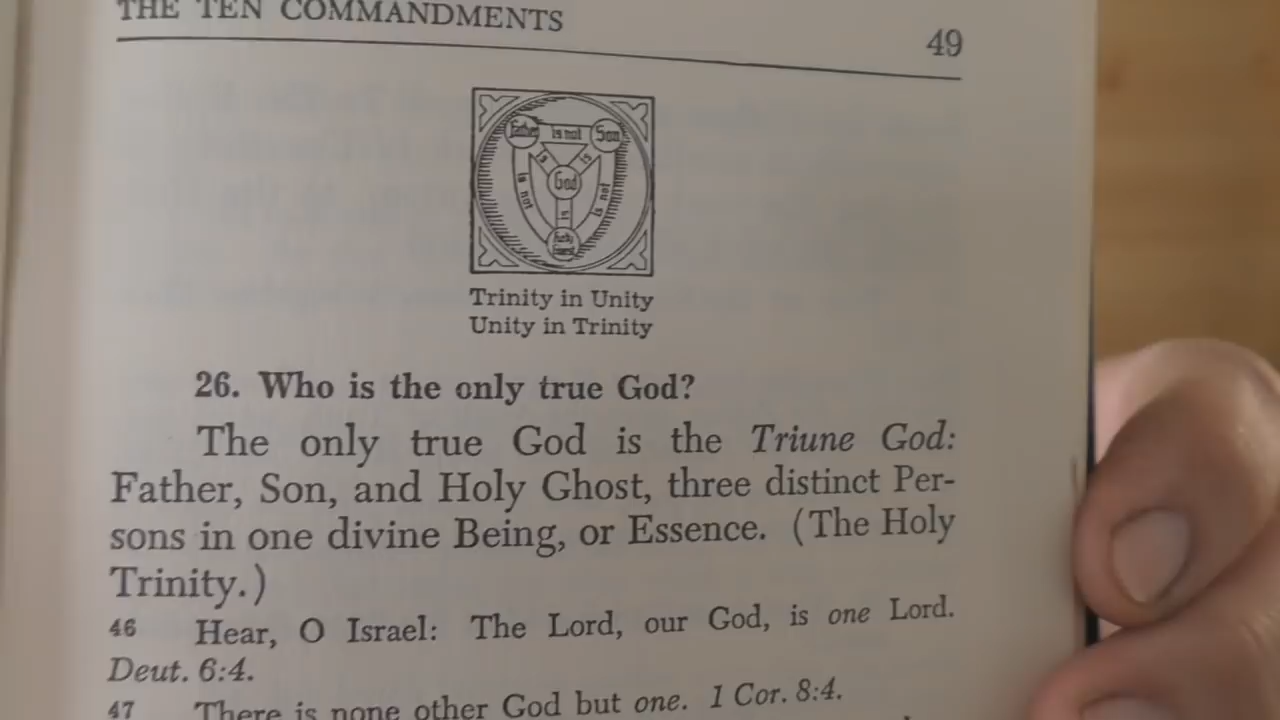 THE TEN COMMANDMENTS
49
Father is not Son
is is
God
is not is not
is
Trinity in Unity
Unity in Trinity
26. Who is the only true God?
The only true God is the Triune God:
Father, Son, and Holy Ghost, three distinct Per-
sons in one divine Being, or Essence. (The Holy
Trinity.)
46 Hear, O Israel: The Lord, our God, is one Lord.
Deut. 6:4.
47 There is none other God but one. 1 Cor. 8:4.